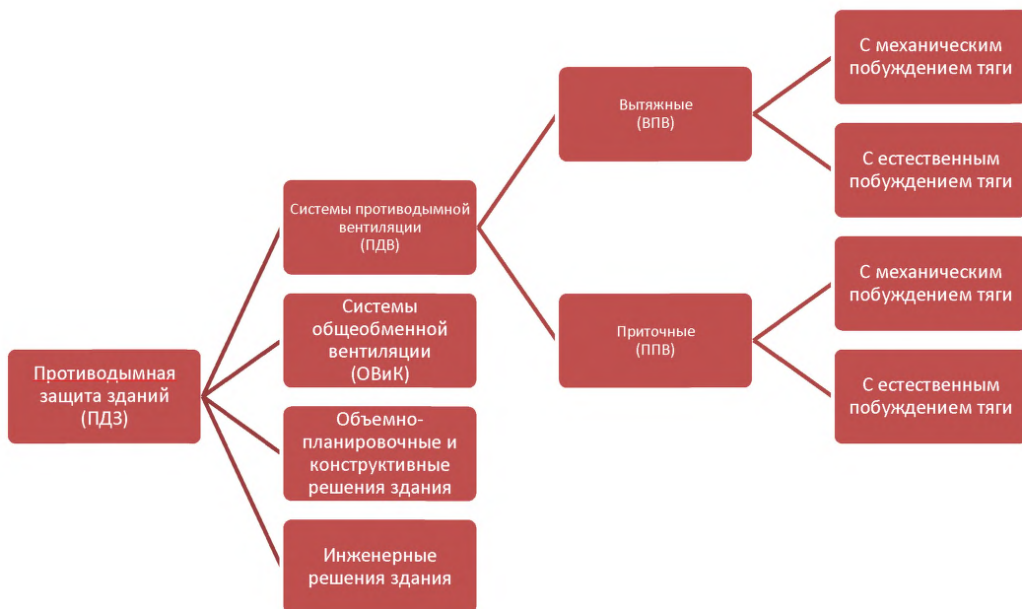 Противодымная
защита зданий
(ПДЗ)
Системы противодымной
вентиляции
(ПДВ)
Системы
общеобменной
вентиляции
(ОВиК)
Объемно-
планировочные и
конструктивные
решения здания
Инженерные
решения здания
Вытяжные
(ВПВ)
Приточные
(ППВ)
С механическим
побуждением тяги
С естественным
побуждением тяги
С механическим
побуждением тяги
С естественным
побуждением тяги